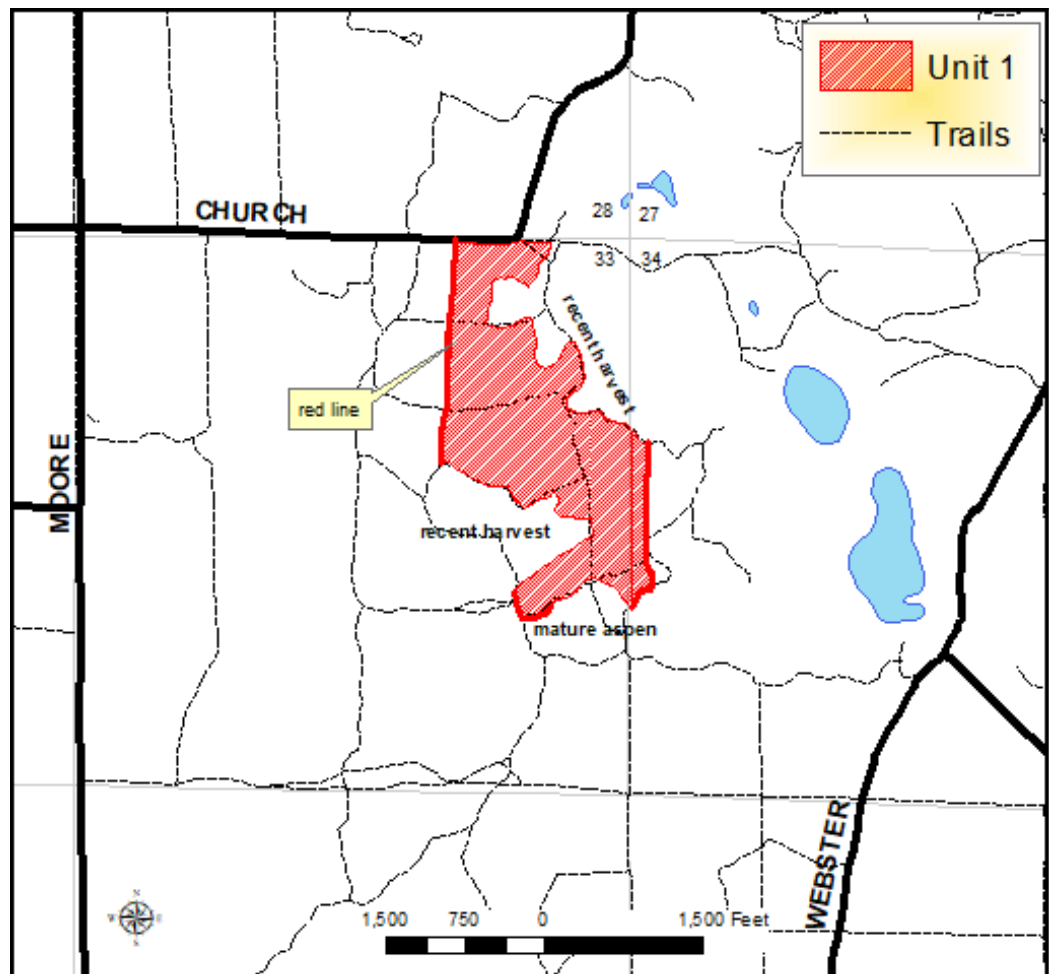 Unit 1
Trails
CHURCH
28 27
33 34
recent harvest
red line
MOORE
recent harvest
mature aspen
WEBSTER
N
W E
S
1,500 750 0 1,500 Feet